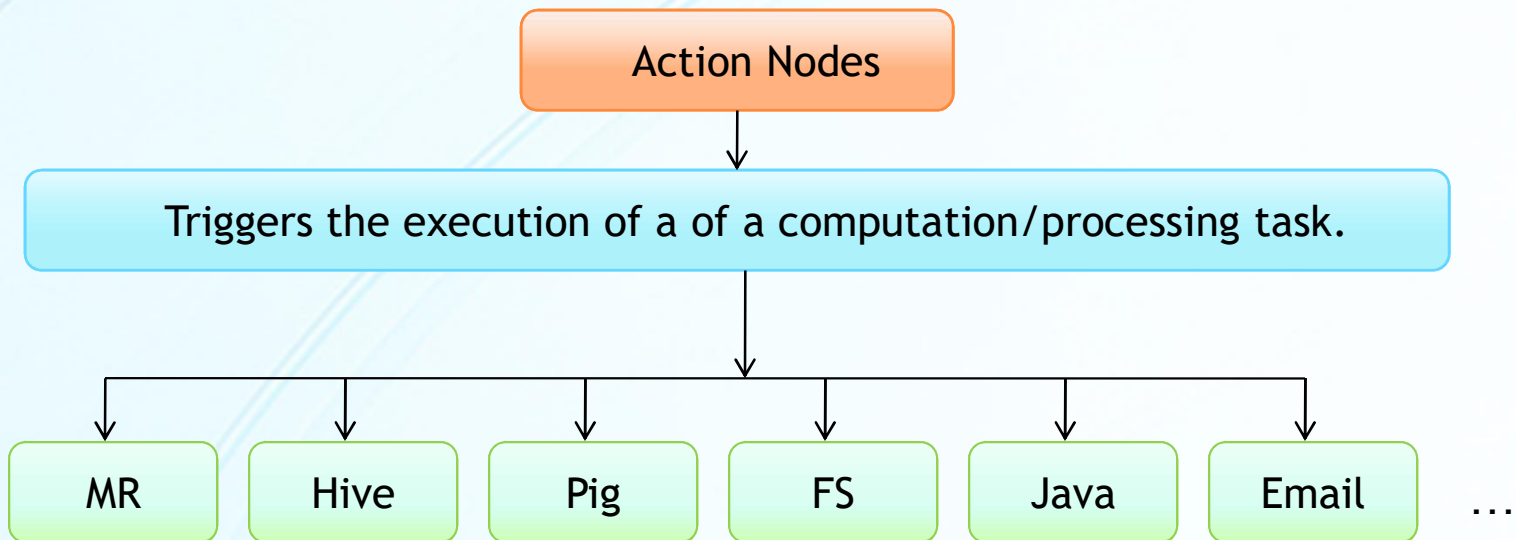 Action Nodes
Triggers the execution of a of a computation/processing task.
MR Hive Pig FS Java Email ...